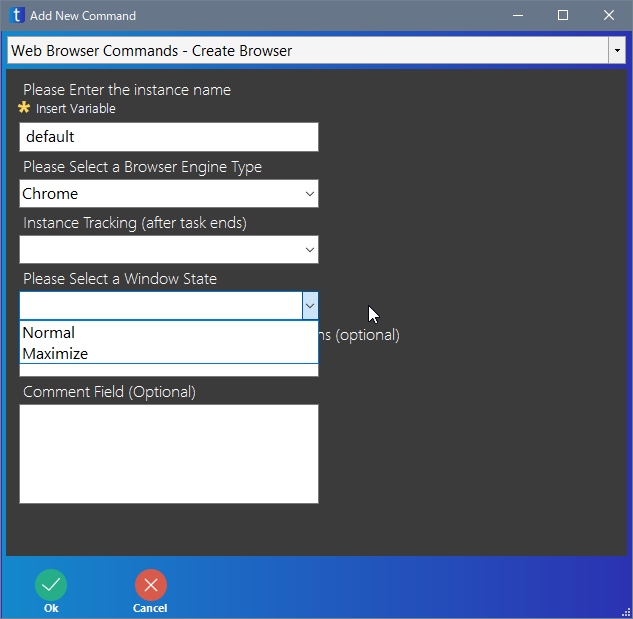 t Add New Command
Web Browser Commands - Create Browser
Please Enter the instance name
Insert Variable
default
Please Select a Browser Engine Type
Chrome
Instance Tracking (after task ends)
Please Select a Window State
Normal
(optional)
Maximize
Comment Field (Optional)
Ok
Cancel